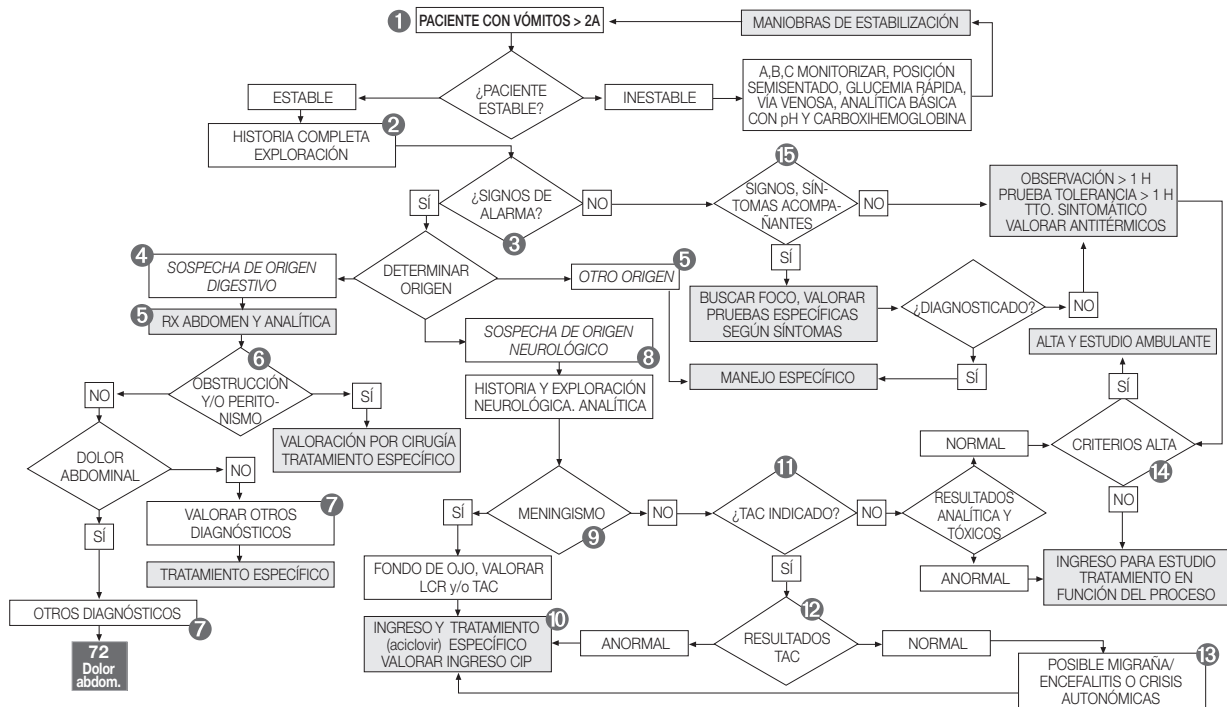 1
PACIENTE CON VÓMITOS > 2A
MANIOBRAS DE ESTABILIZACIÓN
¿PACIENTE
ESTABLE?
ESTABLE
INESTABLE
A,B,C MONITORIZAR, POSICIÓN
SEMISENTADO, GLUCEMIA RÁPIDA,
VÍA VENOSA, ANALÍTICA BÁSICA
CON pH Y CARBOXIHEMOGLOBINA
2
HISTORIA COMPLETA
EXPLORACIÓN
¿SIGNOS DE
ALARMA?
3
SÍ
NO
15
SIGNOS, SÍN-
TOMAS ACOMPA-
ÑANTES
NO
SÍ
OBSERVACIÓN > 1 H
PRUEBA TOLERANCIA > 1 H
TTO. SINTOMÁTICO
VALORAR ANTITÉRMICOS
4
SOSPECHA DE ORIGEN
DIGESTIVO
DETERMINAR
ORIGEN
OTRO ORIGEN
5
BUSCAR FOCO, VALORAR
PRUEBAS ESPECÍFICAS
SEGÚN SÍNTOMAS
¿DIAGNOSTICADO?
NO
SÍ
5
RX ABDOMEN Y ANALÍTICA
SOSPECHA DE ORIGEN
NEUROLÓGICO
8
ALTA Y ESTUDIO AMBULANTE
6
OBSTRUCCIÓN
Y/O PERITO-
NISMO
NO
SÍ
HISTORIA Y EXPLORACIÓN
NEUROLÓGICA. ANALÍTICA
MANEJO ESPECÍFICO
SÍ
VALORACIÓN POR CIRUGÍA
TRATAMIENTO ESPECÍFICO
NORMAL
CRITERIOS ALTA
14
DOLOR
ABDOMINAL
NO
SÍ
7
VALORAR OTROS
DIAGNÓSTICOS
TRATAMIENTO ESPECÍFICO
SÍ
MENINGISMO
9
NO
11
¿TAC INDICADO?
NO
RESULTADOS
ANALÍTICA Y
TÓXICOS
NO
ANORMAL
INGRESO PARA ESTUDIO
TRATAMIENTO EN
FUNCIÓN DEL PROCESO
FONDO DE OJO, VALORAR
LCR y/o TAC
SÍ
OTROS DIAGNÓSTICOS
7
72
Dolor
abdom.
10
INGRESO Y TRATAMIENTO
(aciclovir) ESPECÍFICO
VALORAR INGRESO CIP
ANORMAL
12
RESULTADOS
TAC
NORMAL
13
POSIBLE MIGRAÑA/
ENCEFALITIS O CRISIS
AUTONÓMICAS